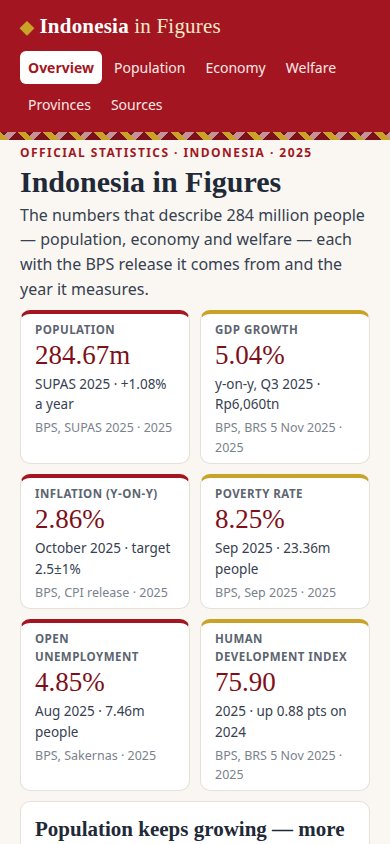 ◆ Indonesia in Figures
Overview Population Economy Welfare
Provinces Sources
OFFICIAL STATISTICS · INDONESIA · 2025
Indonesia in Figures
The numbers that describe 284 million people
— population, economy and welfare — each
with the BPS release it comes from and the
year it measures.
POPULATION
284.67m
SUPAS 2025 · +1.08%
a year
BPS, SUPAS 2025 · 2025
GDP GROWTH
5.04%
y-on-y, Q3 2025 ·
Rp6,060tn
BPS, BRS 5 Nov 2025 ·
2025
INFLATION (Y-ON-Y)
2.86%
October 2025 · target
2.5±1%
BPS, CPI release · 2025
POVERTY RATE
8.25%
Sep 2025 · 23.36m
people
BPS, Sep 2025 · 2025
OPEN
UNEMPLOYMENT
4.85%
Aug 2025 · 7.46m
people
BPS, Sakernas · 2025
HUMAN
DEVELOPMENT INDEX
75.90
2025 · up 0.88 pts on
2024
BPS, BRS 5 Nov 2025 ·
2025
Population keeps growing — more